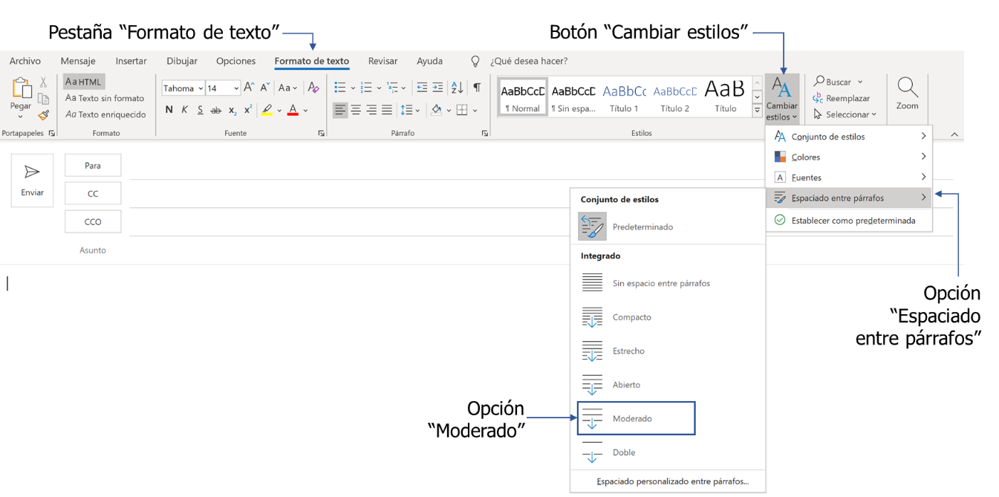 Pestaña “Formato de texto”
Botón “Cambiar estilos”
Archivo Mensaje Insertar Dibujar Opciones Formato de texto Revisar Ayuda ¿Qué desea hacer?
Pegar
Portapapeles
Aa HTML
Aa Texto sin formato
Aa Texto enriquecido
Formato
Tahoma 14 A^ A˅ Aa A
N K S ab x₂ x² A
Fuente
Párrafo
AaBbCcD AaBbCcD AaBbCc AaBbCcD AaB
¶ Normal ¶ Sin espa... Título 1 Título 2 Título
Estilos
Cambiar
estilos
Buscar
Reemplazar
Seleccionar
Zoom
Conjunto de estilos
Colores
Fuentes
Espaciado entre párrafos
Establecer como predeterminada
Enviar
Para
CC
CCO
Asunto
Conjunto de estilos
Predeterminado
Integrado
Sin espacio entre párrafos
Compacto
Estrecho
Abierto
Moderado
Doble
Espaciado personalizado entre párrafos...
Opción
“Espaciado
entre párrafos”
Opción
“Moderado”